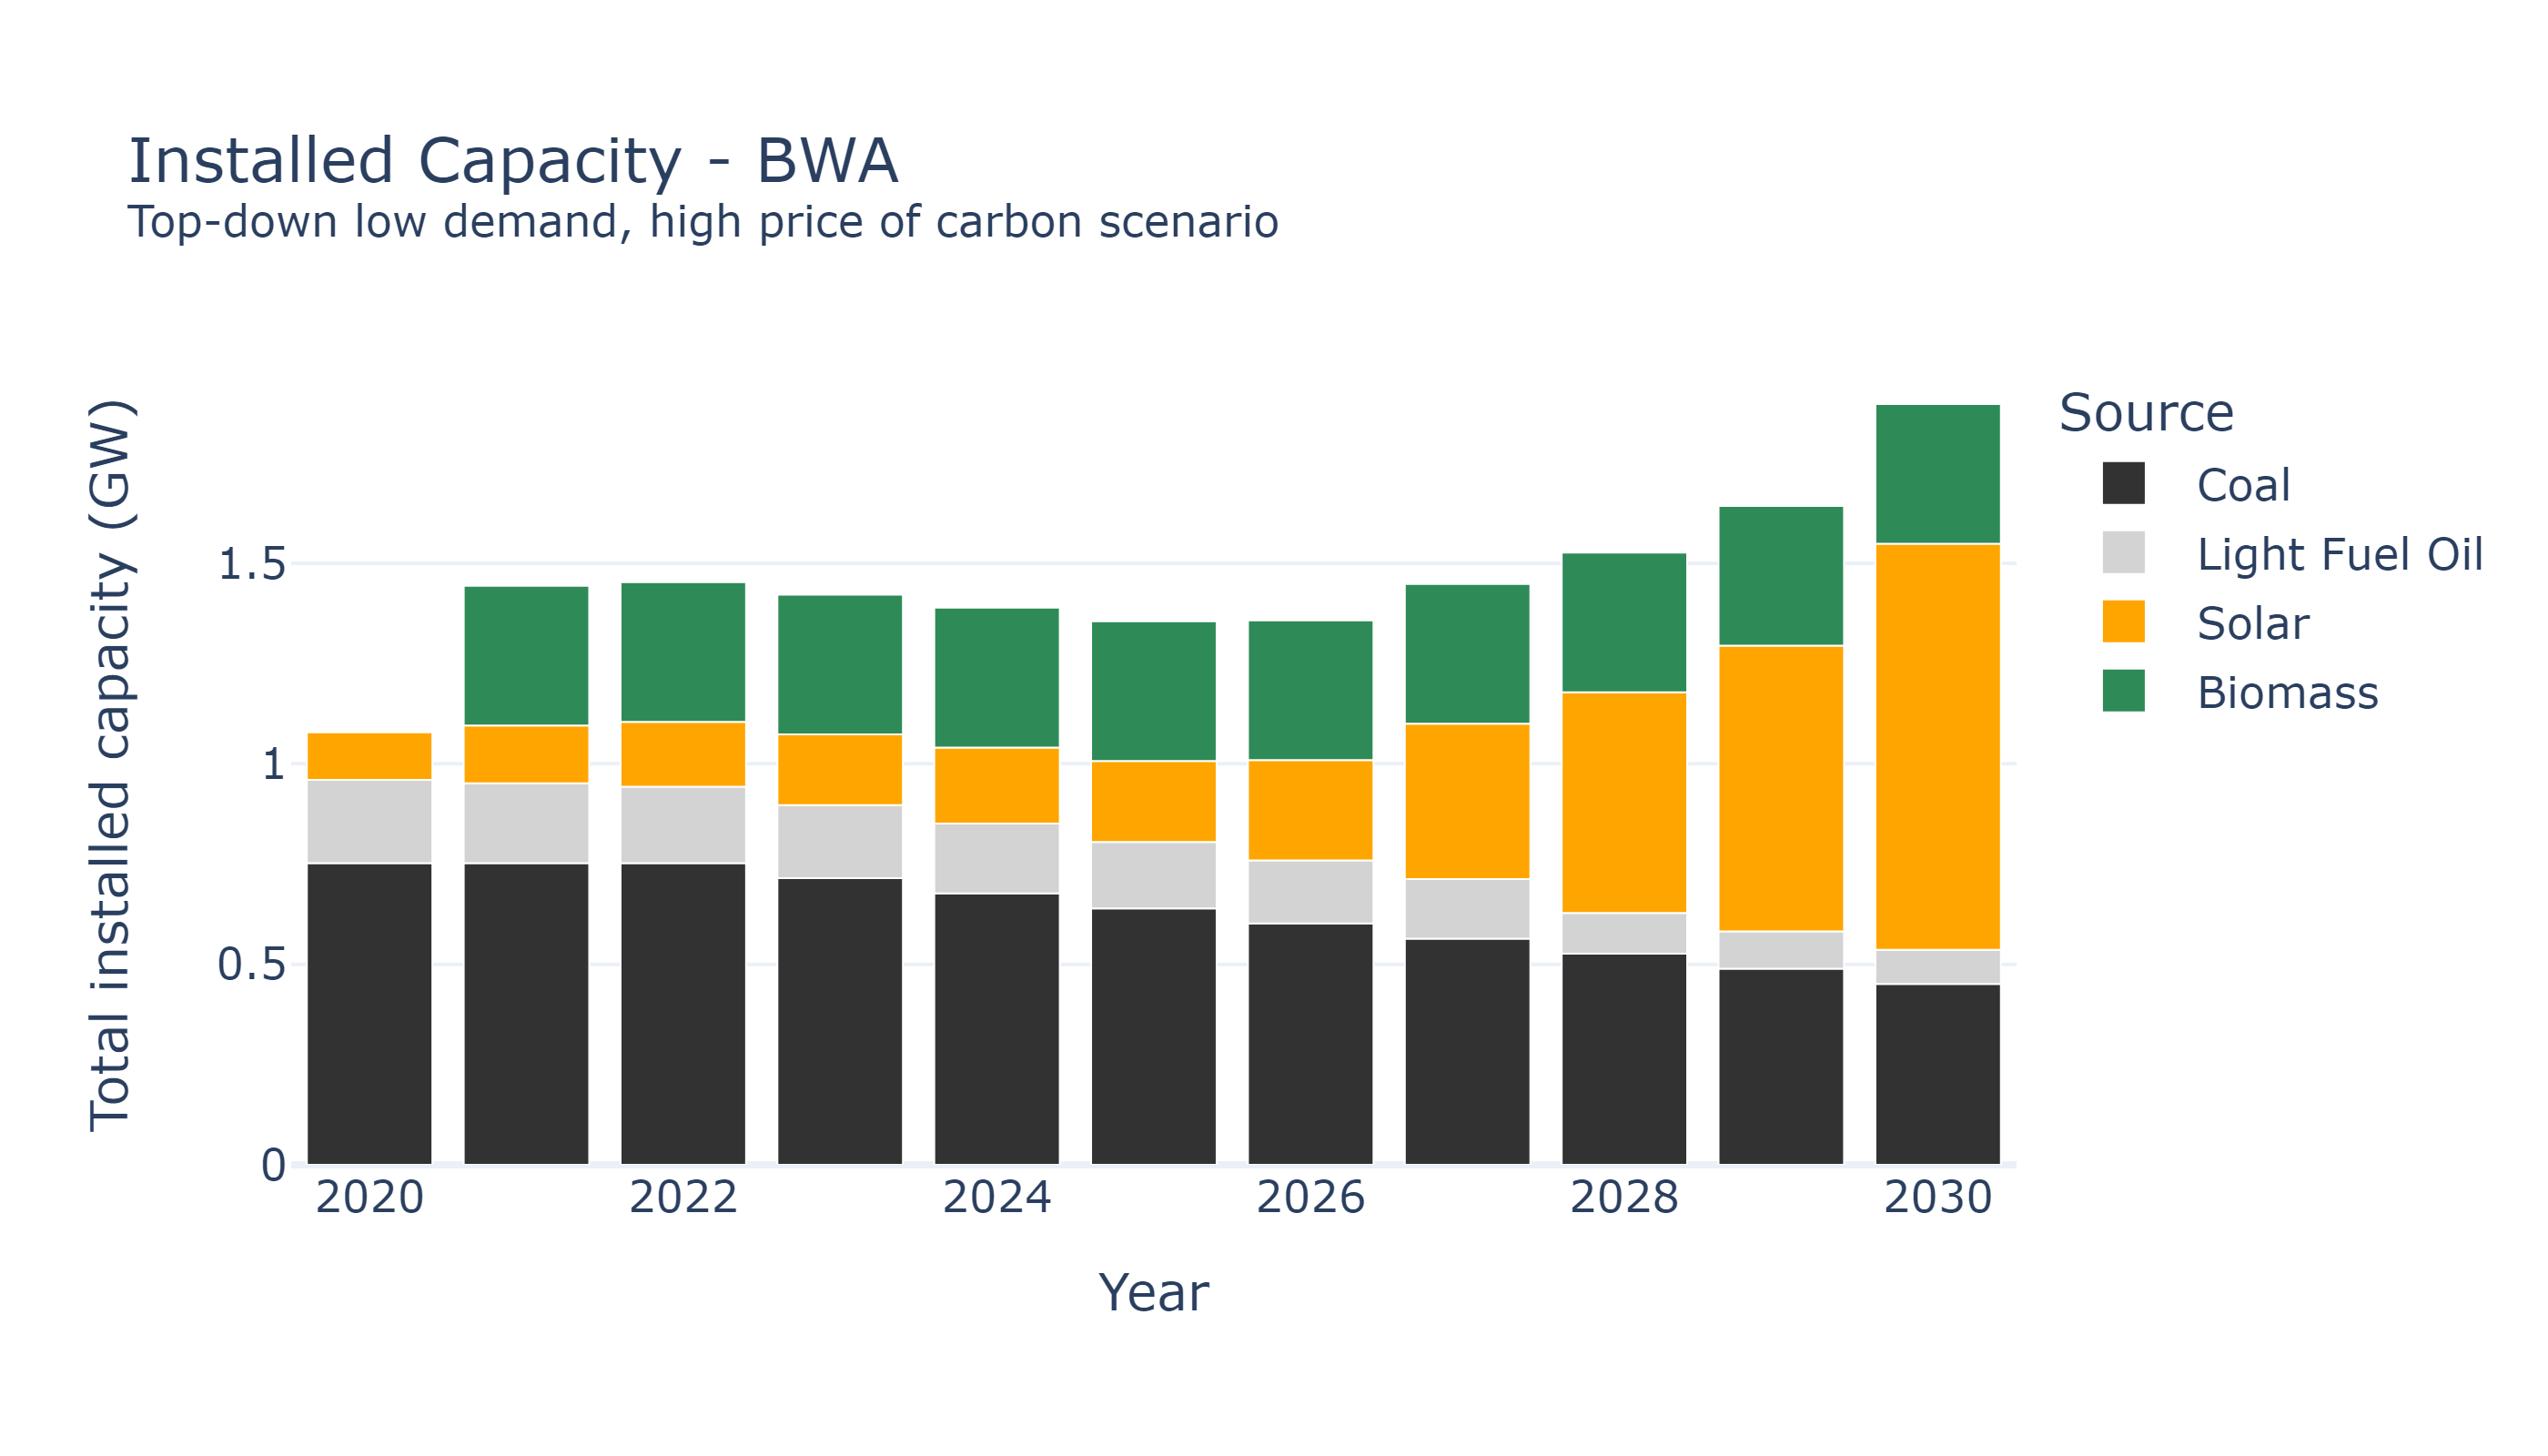 Installed Capacity - BWA
Top-down low demand, high price of carbon scenario
Total installed capacity (GW)
1.5
1
0.5
0
2020
2022
2024
2026
2028
2030
Year
Source
Coal
Light Fuel Oil
Solar
Biomass